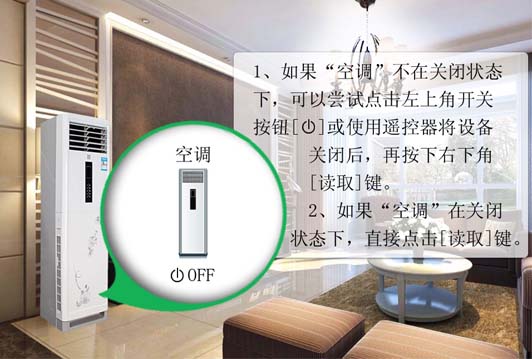 1、如果“空调”不在关闭状态
下，可以尝试点击左上角开关
按钮[⏻]或使用遥控器将设备
关闭后，再按下右下角
[读取]键。
2、如果“空调”在关闭
状态下，直接点击[读取]键。
空调
⏻OFF